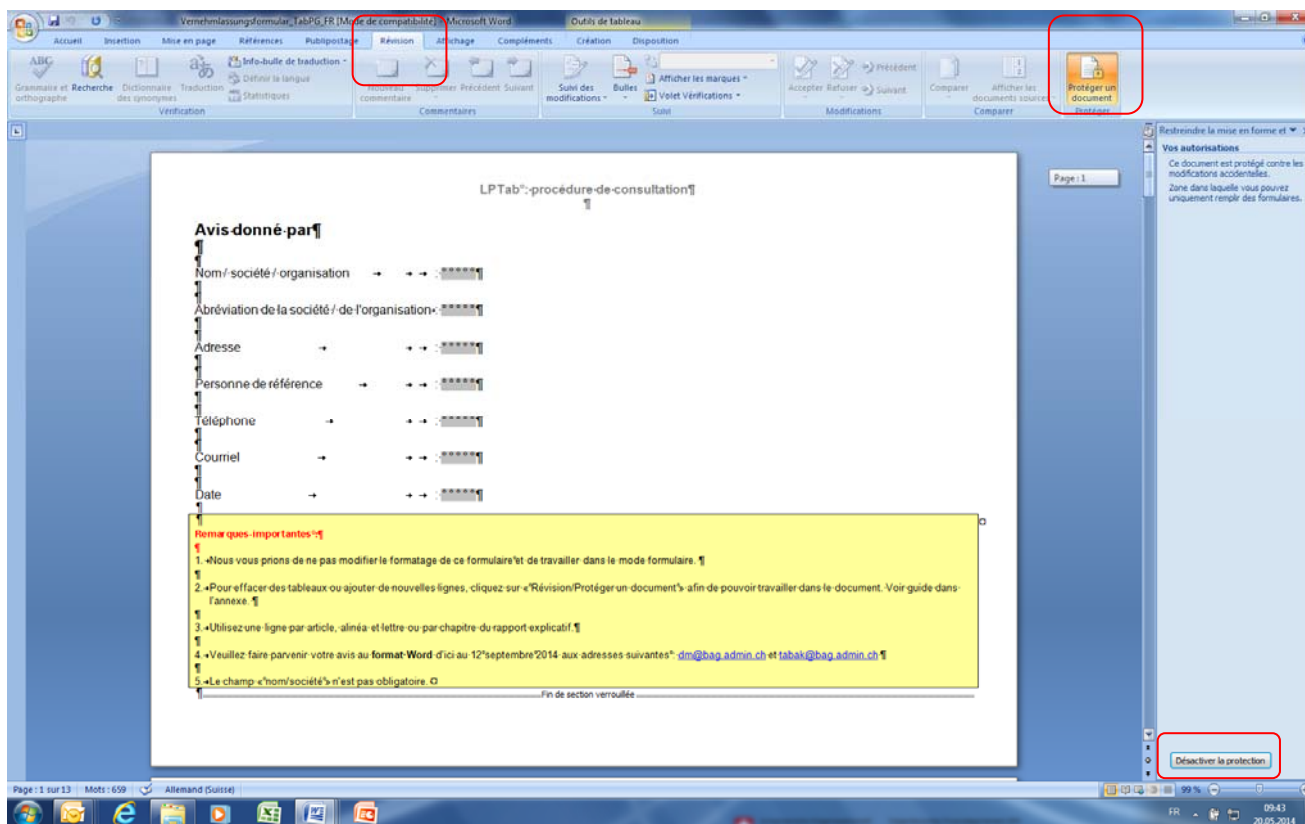 Vernehmlassungsformular_TabPG_FR [Mode de compatibilité] - Microsoft Word
Outils de tableau
Accueil Insertion Mise en page Références Publipostage Révision Affichage Compléments Création Disposition
ABC
Grammaire et orthographe
Recherche
Dictionnaire des synonymes
Traduction
Info-bulle de traduction
Définir la langue
Statistiques
Vérification
Nouveau commentaire
Supprimer
Précédent
Suivant
Commentaires
Suivi des modifications
Bulles
Afficher les marques
Volet Vérifications
Suivi
Accepter
Refuser
Précédent
Suivant
Modifications
Comparer
Afficher les documents sources
Comparer
Protéger un document
Protéger
Restreindre la mise en forme et
Vos autorisations
Ce document est protégé contre les
modifications accidentelles.
Zone dans laquelle vous pouvez
uniquement remplir des formulaires.
Page : 1
LPTab°:·procédure·de·consultation¶
¶
Avis·donné·par¶
¶
¶
Nom·/·société·/·organisation → → → :·°°°°°¶
¶
¶
Abréviation·de·la·société·/·de·l'organisation→:·°°°°°¶
¶
¶
Adresse → → → :·°°°°°¶
¶
¶
Personne·de·référence → → → :·°°°°°¶
¶
¶
Téléphone → → → :·°°°°°¶
¶
¶
Courriel → → → :·°°°°°¶
¶
¶
Date → → → :·°°°°°¶
¶
¶
Remarques·importantes°:¶
¶
1.→Nous·vous·prions·de·ne·pas·modifier·le·formatage·de·ce·formulaire°et·de·travailler·dans·le·mode·formulaire.·¶
¶
2.→Pour·effacer·des·tableaux·ou·ajouter·de·nouvelles·lignes,·cliquez·sur·«°Révision/Protéger·un·document°»·afin·de·pouvoir·travailler·dans·le·document.·Voir·guide·dans·
l'annexe.·¶
¶
3.→Utilisez·une·ligne·par·article,·alinéa·et·lettre·ou·par·chapitre·du·rapport·explicatif.¶
¶
4.→Veuillez·faire·parvenir·votre·avis·au·format·Word·d'ici·au·12°septembre°2014·aux·adresses·suivantes°:·dm@bag.admin.ch·et·tabak@bag.admin.ch·¶
¶
5.→Le·champ·«°nom/société°»·n'est·pas·obligatoire.·¤
¶
Fin de section verrouillée
Désactiver la protection
Page : 1 sur 13 Mots : 659 Allemand (Suisse) 99 %
FR 09:43
20.05.2014